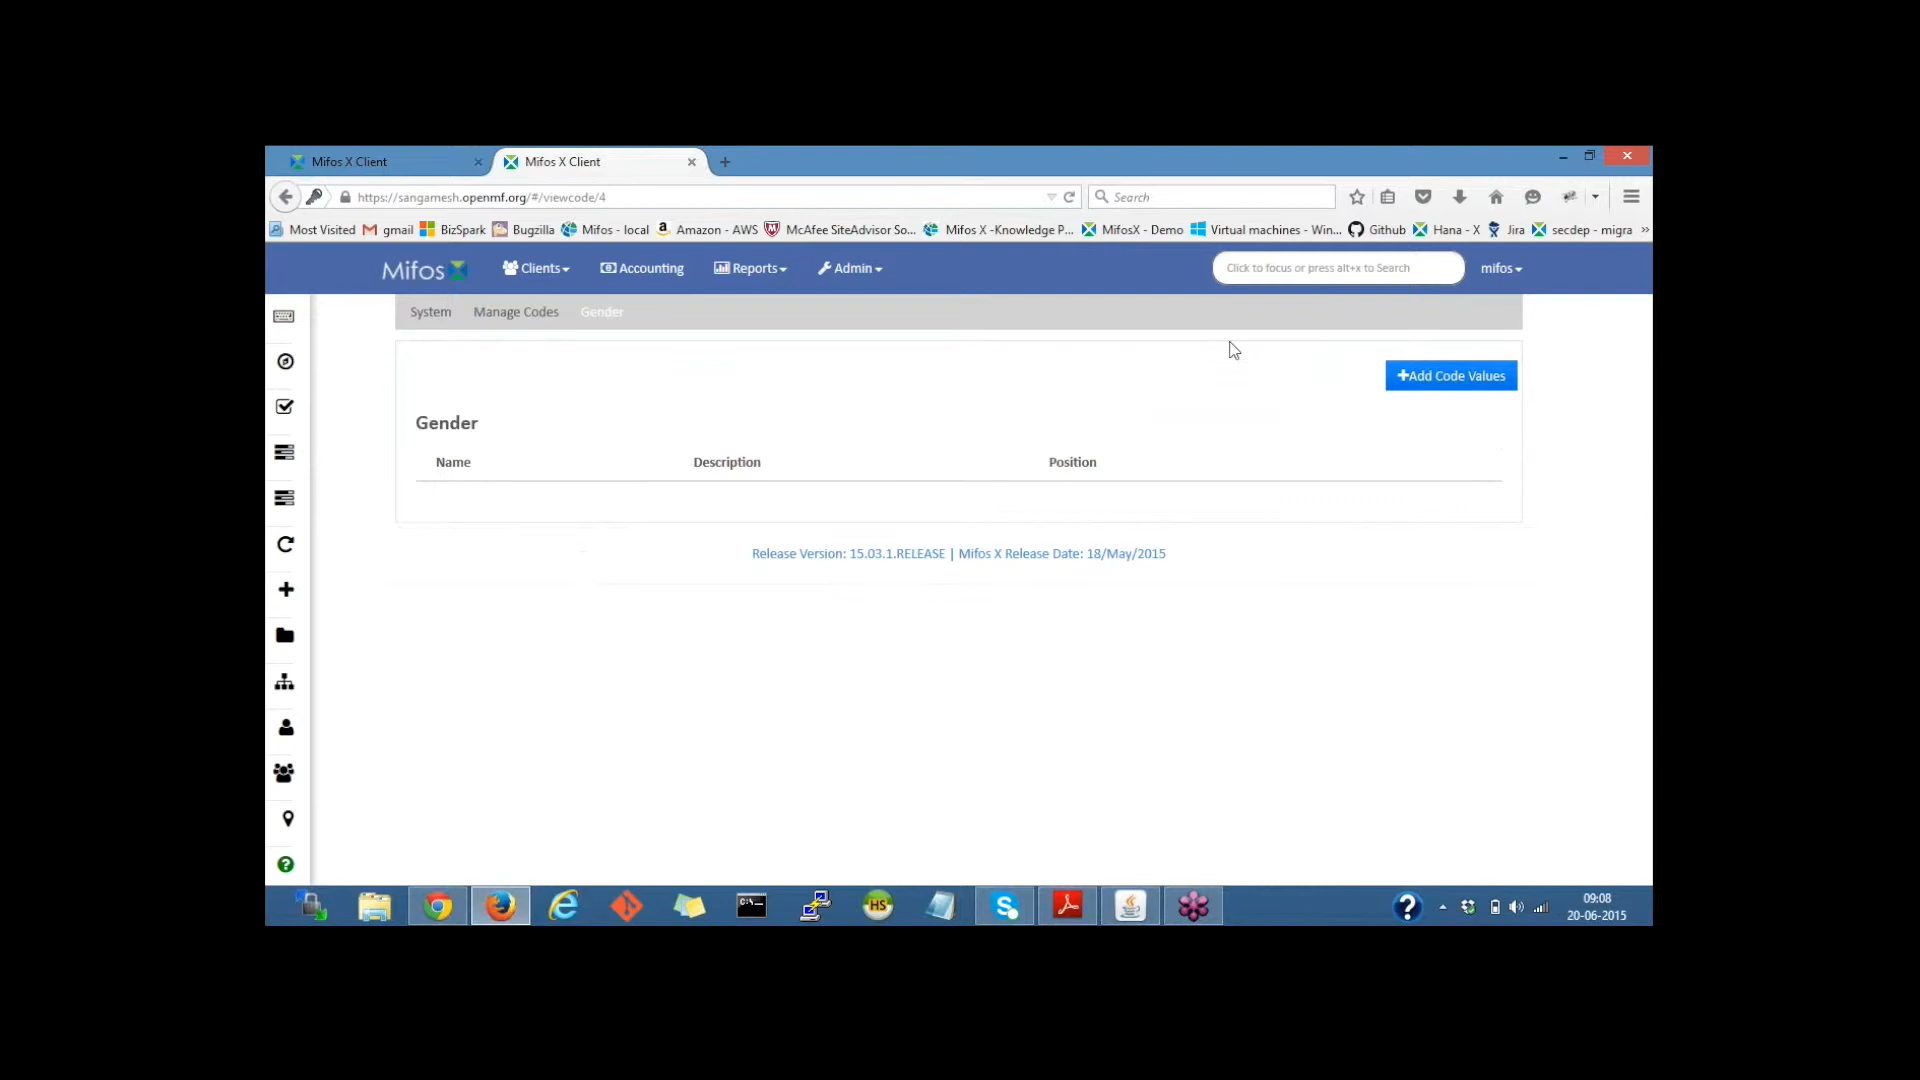 Mifos X Client
Mifos X Client
https://sangamesh.openmf.org/#/viewcode/4
Search
Most Visited gmail BizSpark Bugzilla Mifos - local Amazon - AWS McAfee SiteAdvisor So... Mifos X -Knowledge P... MifosX - Demo Virtual machines - Win... Github Hana - X Jira secdep - migra »
Mifos Clients Accounting Reports Admin Click to focus or press alt+x to Search mifos
System Manage Codes Gender
+Add Code Values
Gender
Name Description Position
Release Version: 15.03.1.RELEASE | Mifos X Release Date: 18/May/2015
C:\._
HS
09:08
20-06-2015